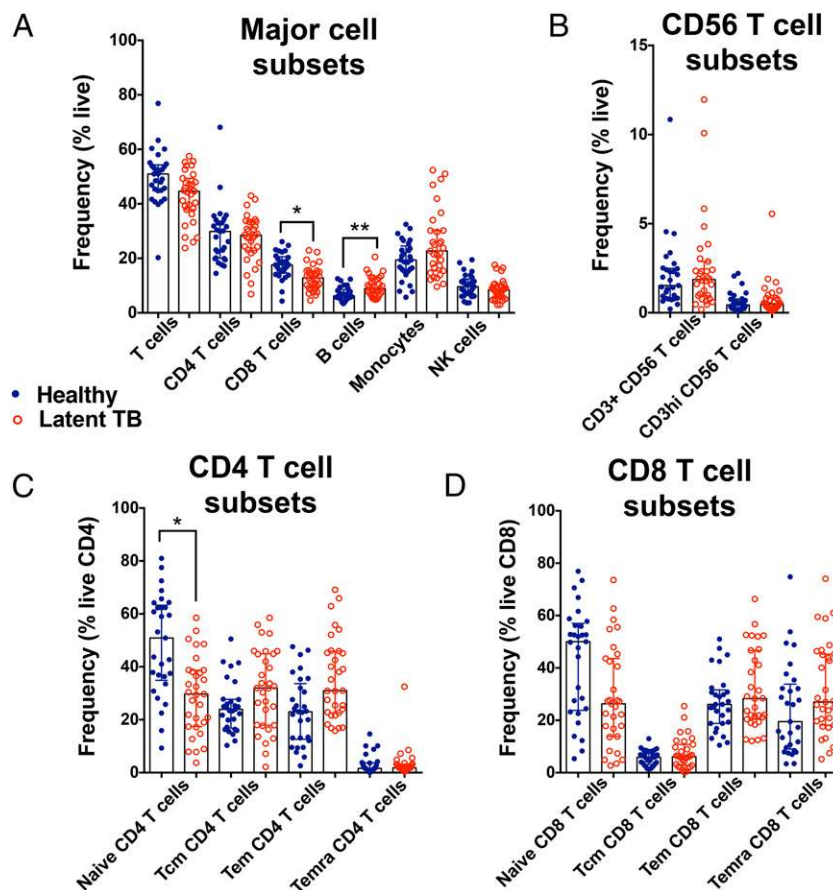 A
Major cell
subsets
Frequency (% live)
100
80
60
40
20
0
*
**
T cells
CD4 T cells
CD8 T cells
B cells
Monocytes
NK cells
B
CD56 T cell
subsets
Frequency (% live)
15
10
5
0
CD3+ CD56 T cells
CD3hi CD56 T cells
Healthy
Latent TB
C
CD4 T cell
subsets
Frequency (% live CD4)
100
80
60
40
20
0
*
Naive CD4 T cells
Tcm CD4 T cells
Tem CD4 T cells
Temra CD4 T cells
D
CD8 T cell
subsets
Frequency (% live CD8)
100
80
60
40
20
0
Naive CD8 T cells
Tcm CD8 T cells
Tem CD8 T cells
Temra CD8 T cells